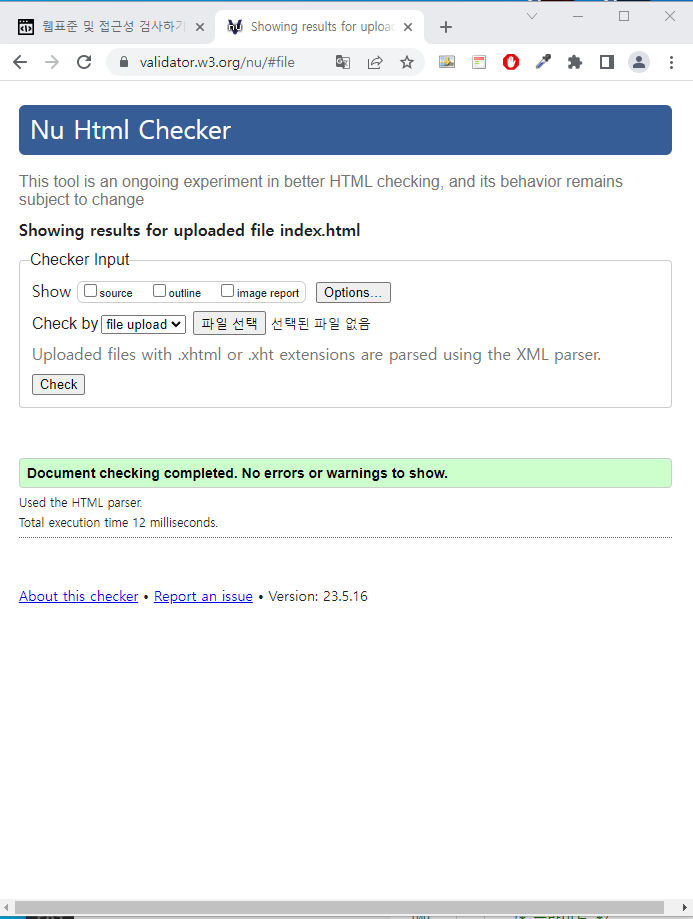 웹표준 및 접근성 검사하기
Showing results for uploa
validator.w3.org/nu/#file
Nu Html Checker
This tool is an ongoing experiment in better HTML checking, and its behavior remains
subject to change
Showing results for uploaded file index.html
Checker Input
Show source outline image report Options...
Check by file upload 파일 선택 선택된 파일 없음
Uploaded files with .xhtml or .xht extensions are parsed using the XML parser.
Check
Document checking completed. No errors or warnings to show.
Used the HTML parser.
Total execution time 12 milliseconds.
About this checker • Report an issue • Version: 23.5.16